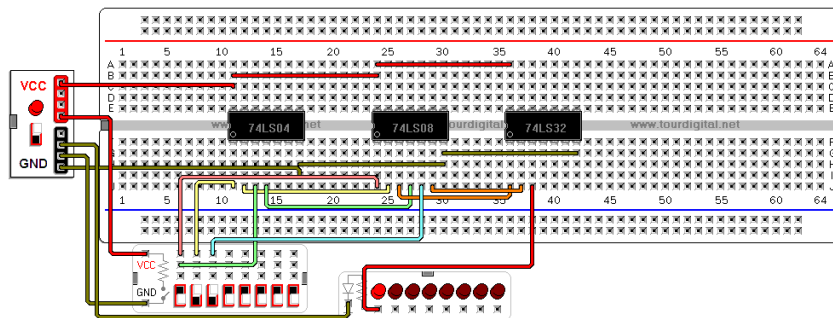 1 5 10 15 20 25 30 35 40 45 50 55 60 64
A A
B B
C C
D D
E E
VCC
74LS04 74LS08 74LS32
www. .net tourdigital.net www.tourdigital.net
F
G G
GND
H
I
J
1 5 10 15 20 25 30 35 40 45 50 55 60 64
VCC
GND